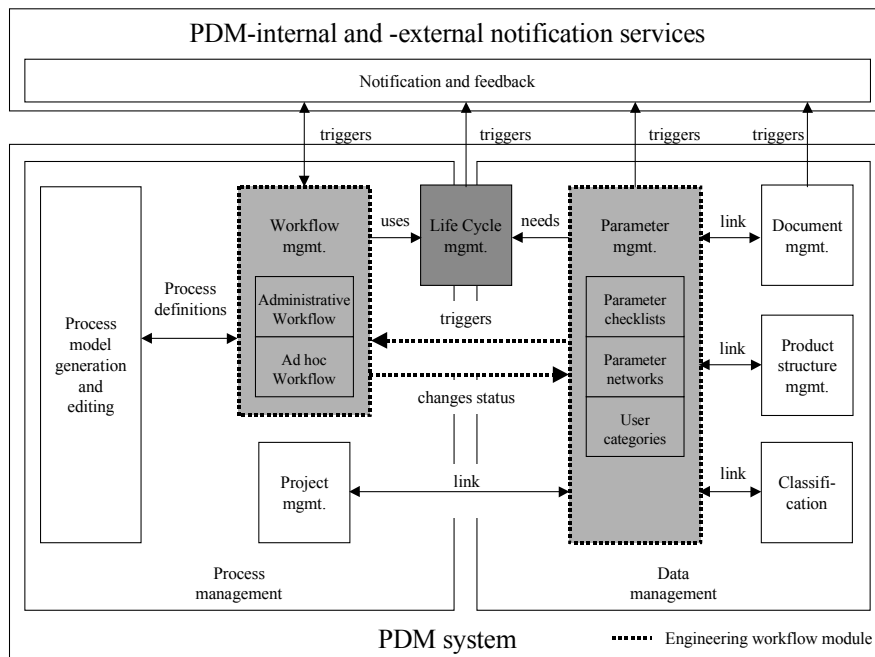 PDM-internal and -external notification services
Notification and feedback
triggers
triggers
triggers
triggers
Workflow
mgmt.
uses
Life Cycle
mgmt.
needs
Parameter
mgmt.
link
Document
mgmt.
Process
definitions
Administrative
Workflow
Ad hoc
Workflow
triggers
changes status
Parameter
checklists
Parameter
networks
User
categories
link
Product
structure
mgmt.
Process
model
generation
and
editing
Project
mgmt.
link
link
Classifi-
cation
Process
management
Data
management
PDM system
Engineering workflow module